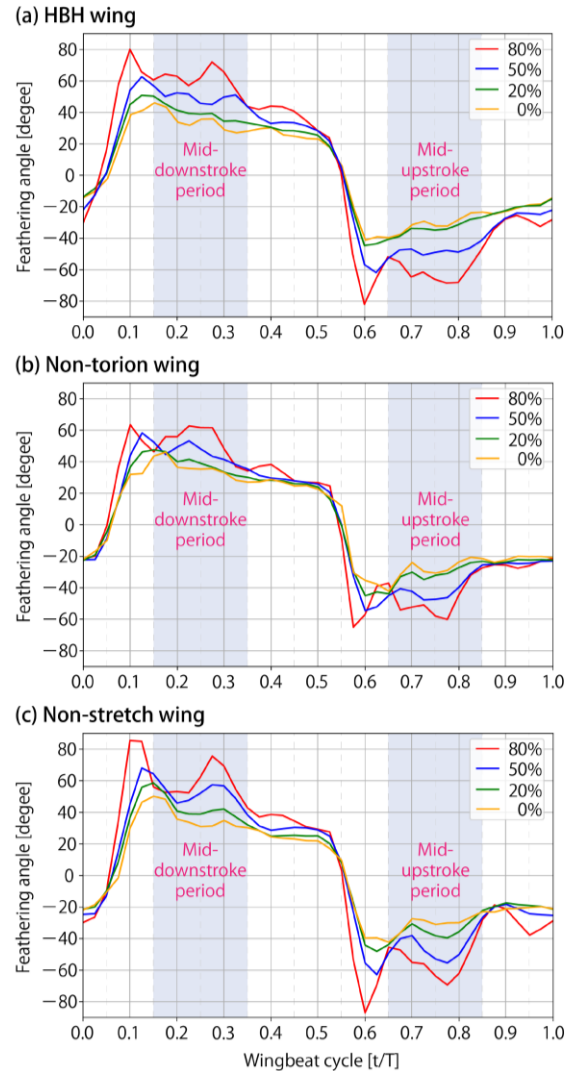 (a) HBH wing
80
60
40
20
0
−20
−40
−60
−80
Feathering angle [degree]
80%
50%
20%
0%
Mid-
downstroke
period
Mid-
upstroke
period
0.0 0.1 0.2 0.3 0.4 0.5 0.6 0.7 0.8 0.9 1.0
(b) Non-torion wing
80
60
40
20
0
−20
−40
−60
−80
Feathering angle [degree]
80%
50%
20%
0%
Mid-
downstroke
period
Mid-
upstroke
period
0.0 0.1 0.2 0.3 0.4 0.5 0.6 0.7 0.8 0.9 1.0
(c) Non-stretch wing
80
60
40
20
0
−20
−40
−60
−80
Feathering angle [degree]
80%
50%
20%
0%
Mid-
downstroke
period
Mid-
upstroke
period
0.0 0.1 0.2 0.3 0.4 0.5 0.6 0.7 0.8 0.9 1.0
Wingbeat cycle [t/T]